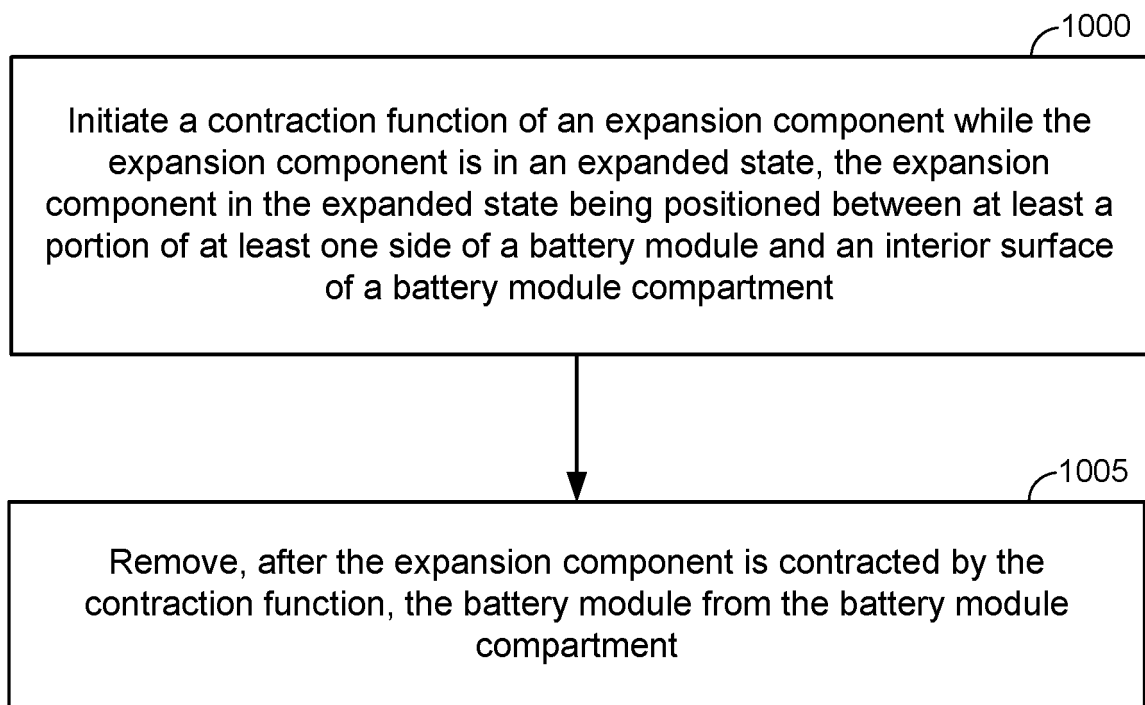 1000
Initiate a contraction function of an expansion component while the
expansion component is in an expanded state, the expansion
component in the expanded state being positioned between at least a
portion of at least one side of a battery module and an interior surface
of a battery module compartment
1005
Remove, after the expansion component is contracted by the
contraction function, the battery module from the battery module
compartment